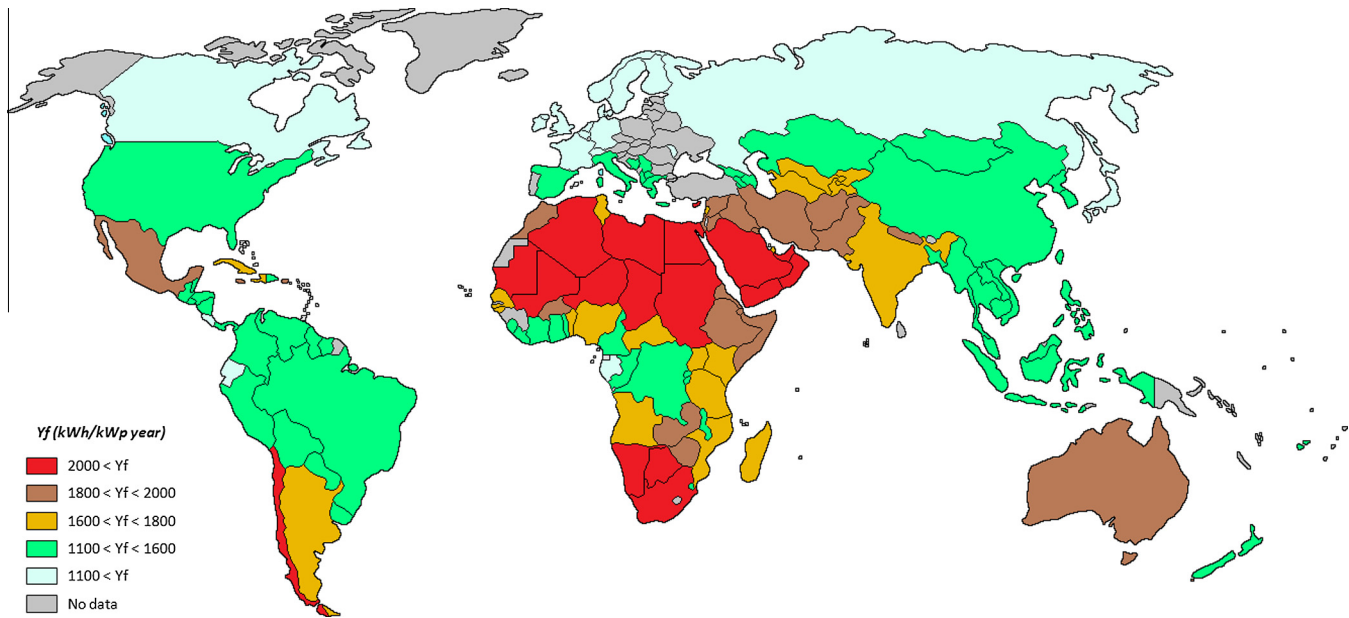 Yf (kWh/kWp year)
2000 < Yf
1800 < Yf < 2000
1600 < Yf < 1800
1100 < Yf < 1600
1100 < Yf
No data